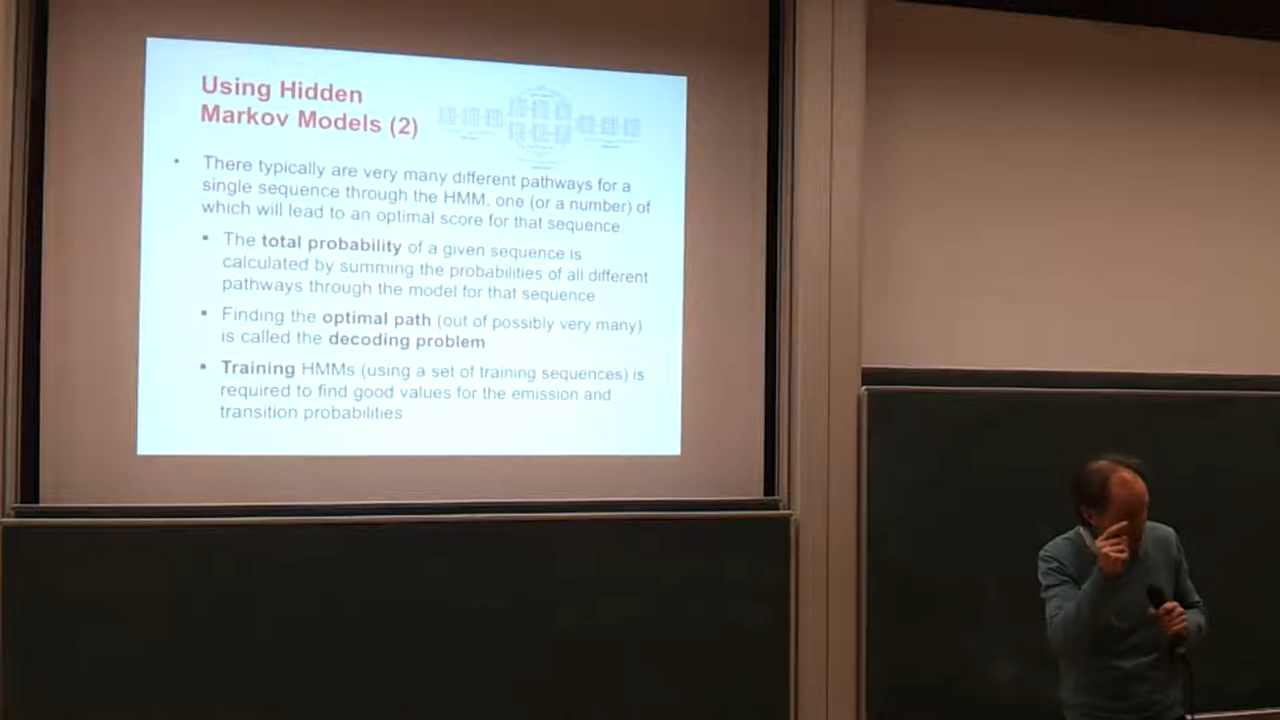 Using Hidden
Markov Models (2)
• There typically are very many different pathways for a
single sequence through the HMM, one (or a number) of
which will lead to an optimal score for that sequence
▪ The total probability of a given sequence is
calculated by summing the probabilities of all different
pathways through the model for that sequence
▪ Finding the optimal path (out of possibly very many)
is called the decoding problem
▪ Training HMMs (using a set of training sequences) is
required to find good values for the emission and
transition probabilities